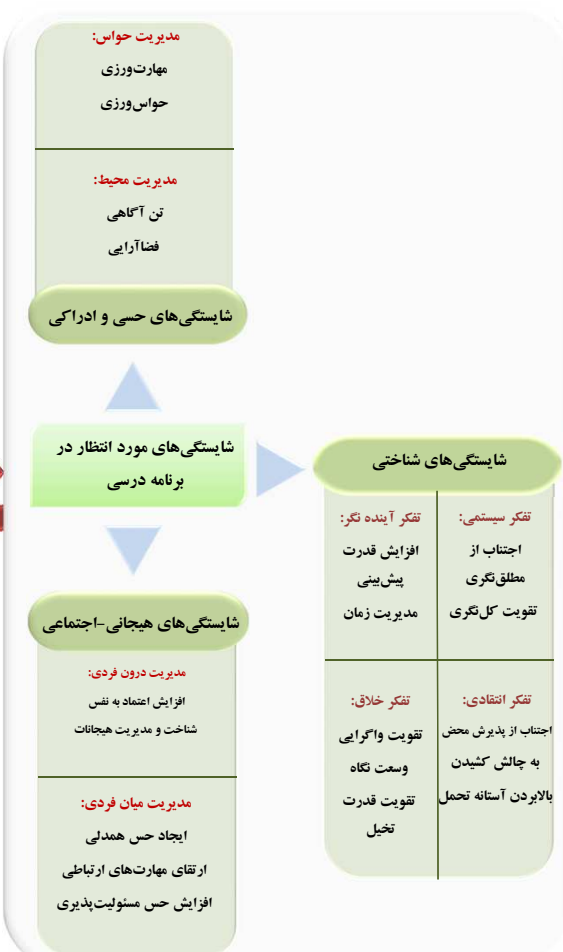 مدیریت حواس:
مهارت‌ورزی
حواس‌ورزی
مدیریت محیط:
تن آگاهی
فضاآرایی
شایستگی‌های حسی و ادراکی
شایستگی‌های مورد انتظار در
برنامه درسی
شایستگی‌های شناختی
تفکر سیستمی:
اجتناب از
مطلق‌نگری
تقویت کل‌نگری
تفکر آینده نگر:
افزایش قدرت
پیش‌بینی
مدیریت زمان
تفکر انتقادی:
اجتناب از پذیرش محض
به چالش کشیدن
بالابردن آستانه تحمل
تفکر خلاق:
تقویت واگرایی
وسعت نگاه
تقویت قدرت
تخیل
شایستگی‌های هیجانی-اجتماعی
مدیریت درون فردی:
افزایش اعتماد به نفس
شناخت و مدیریت هیجانات
مدیریت میان فردی:
ایجاد حس همدلی
ارتقای مهارت‌های ارتباطی
افزایش حس مسئولیت‌پذیری